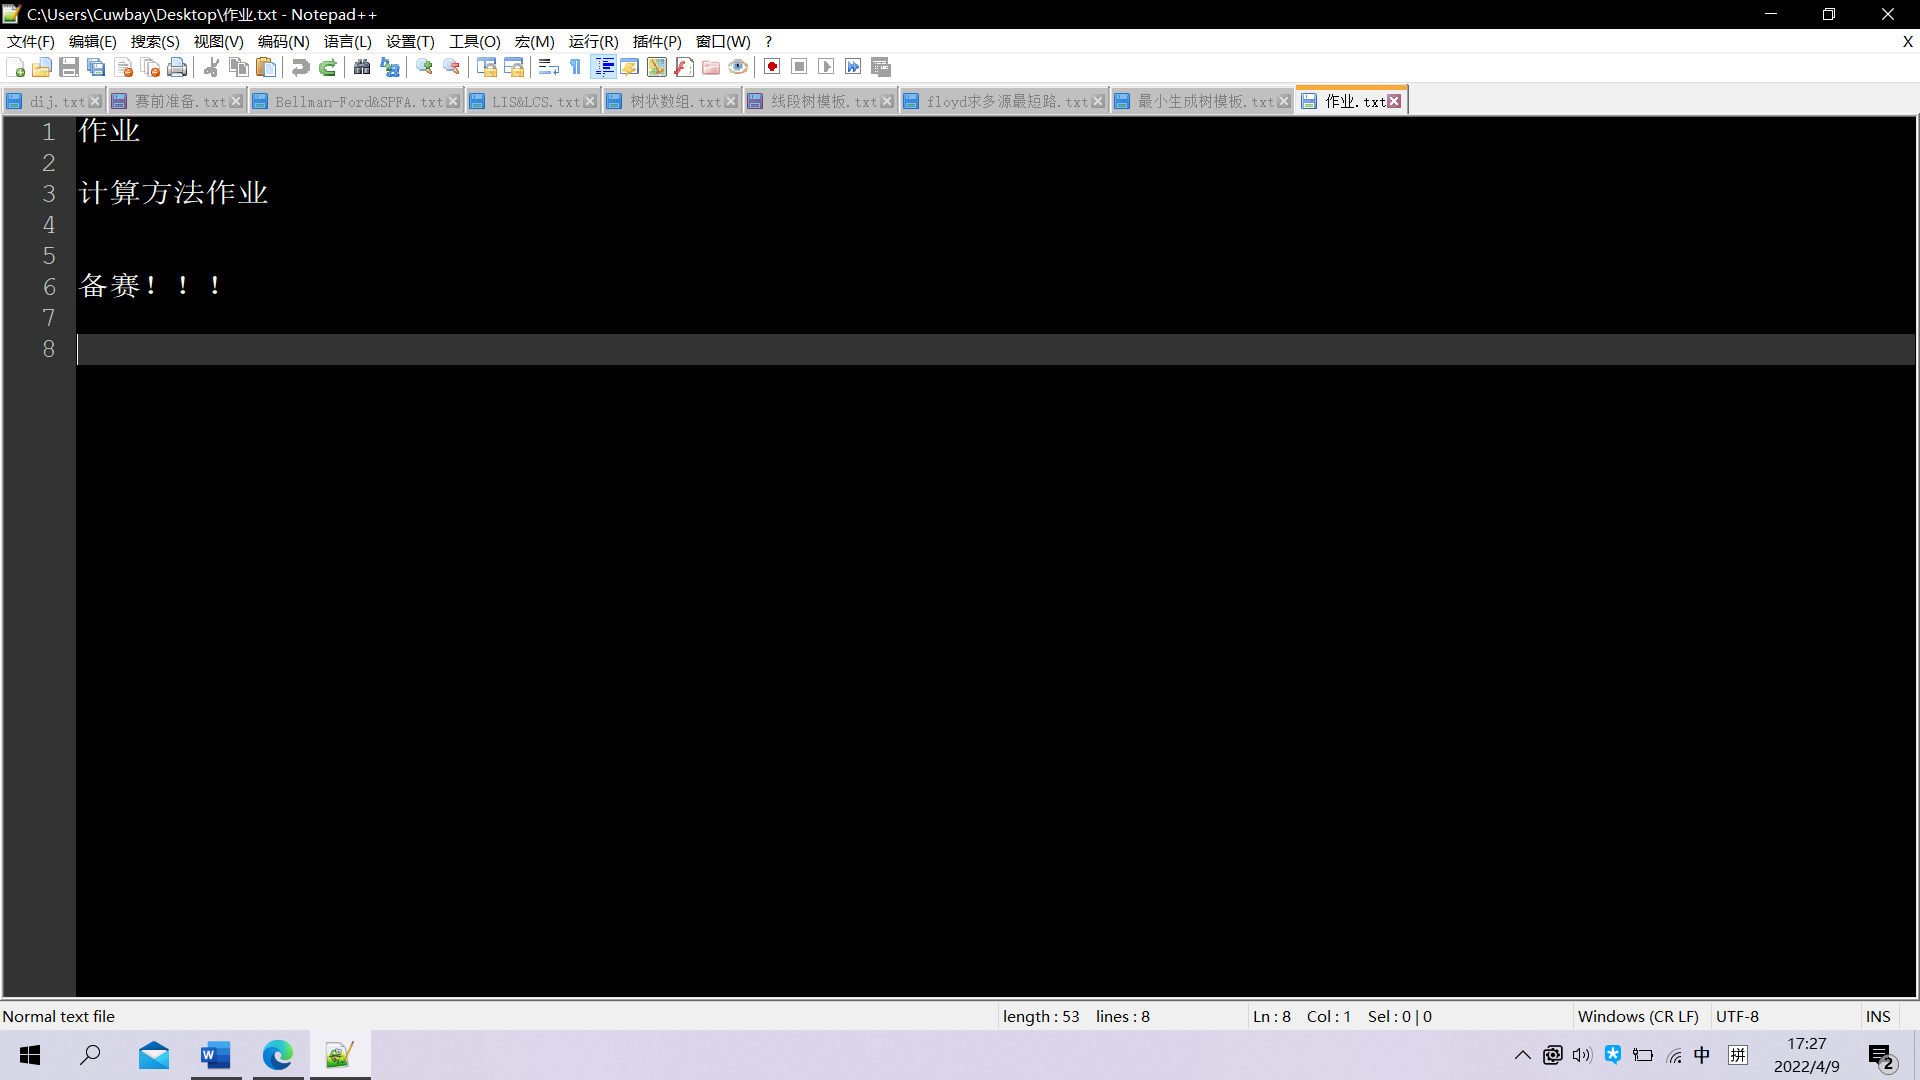 C:\Users\Cuwbay\Desktop\作业.txt - Notepad++
文件(F) 编辑(E) 搜索(S) 视图(V) 编码(N) 语言(L) 设置(T) 工具(O) 宏(M) 运行(R) 插件(P) 窗口(W) ? X
dij.txt 赛前准备.txt Bellman-Ford&SPFA.txt LIS&LCS.txt 树状数组.txt 线段树模板.txt floyd求多源最短路.txt 最小生成树模板.txt 作业.txt
1 作业
2
3 计算方法作业
4
5
6 备赛！！！
7
8
Normal text file length : 53 lines : 8 Ln : 8 Col : 1 Sel : 0 | 0 Windows (CR LF) UTF-8 INS
中 拼 17:27
2022/4/9 2